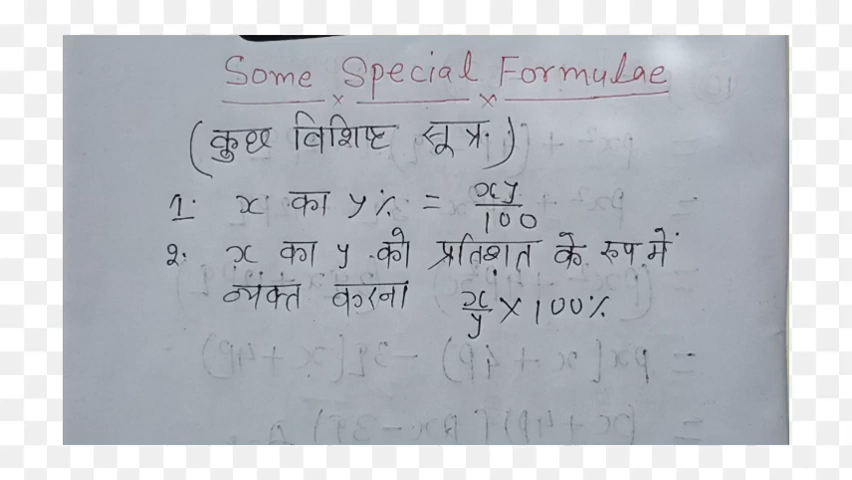 Some Special Formulae
(कुछ विशिष्ट सूत्र.)
1. x का y% = xy/100
2. x का y को प्रतिशत के रूप में
व्यक्त करना x/y × 100%